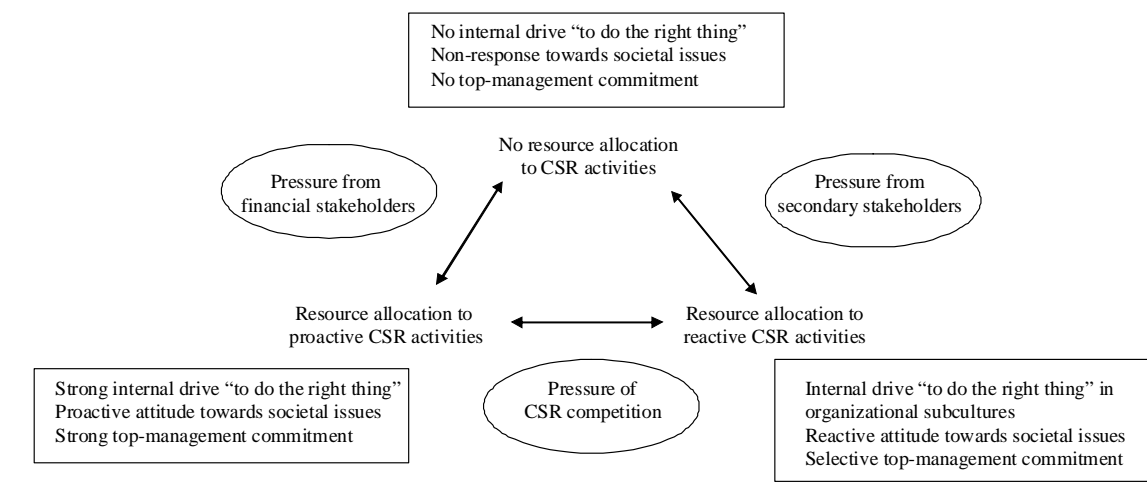 No internal drive “to do the right thing”
Non-response towards societal issues
No top-management commitment
No resource allocation
to CSR activities
Pressure from
financial stakeholders
Pressure from
secondary stakeholders
Resource allocation to
proactive CSR activities
Resource allocation to
reactive CSR activities
Strong internal drive “to do the right thing”
Proactive attitude towards societal issues
Strong top-management commitment
Pressure of
CSR competition
Internal drive “to do the right thing” in
organizational subcultures
Reactive attitude towards societal issues
Selective top-management commitment